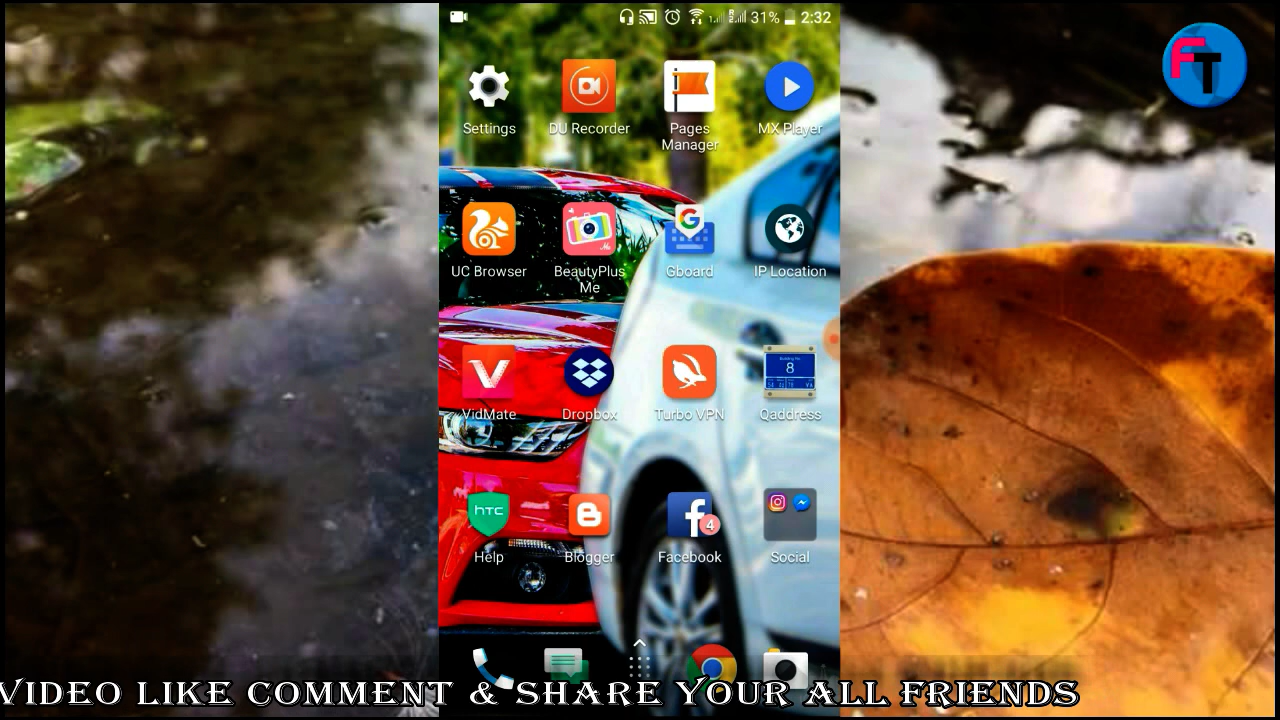 31% 2:32
FT
Settings DU Recorder Pages Manager MX Player
UC Browser BeautyPlus Me Gboard IP Location
8
VidMate Dropbox Turbo VPN Qaddress
hTC
4
Help Blogger Facebook Social
VIDEO LIKE COMMENT & SHARE YOUR ALL FRIENDS